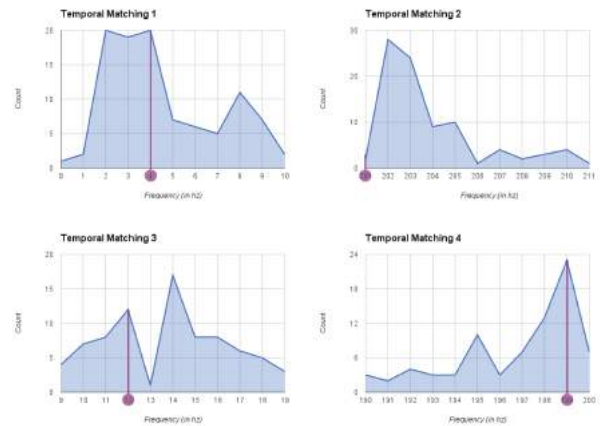 Temporal Matching 1
20
15
10
5
0
Count
0 1 2 3 4 5 6 7 8 9 10
Frequency (in hz)
Temporal Matching 2
30
20
10
0
Count
202 203 204 205 206 207 208 209 210 211
Frequency (in hz)
Temporal Matching 3
20
15
10
5
0
Count
9 10 11 12 13 14 15 16 17 18 19
Frequency (in hz)
Temporal Matching 4
24
18
12
6
0
Count
190 191 192 193 194 195 196 197 198 199 200
Frequency (in hz)